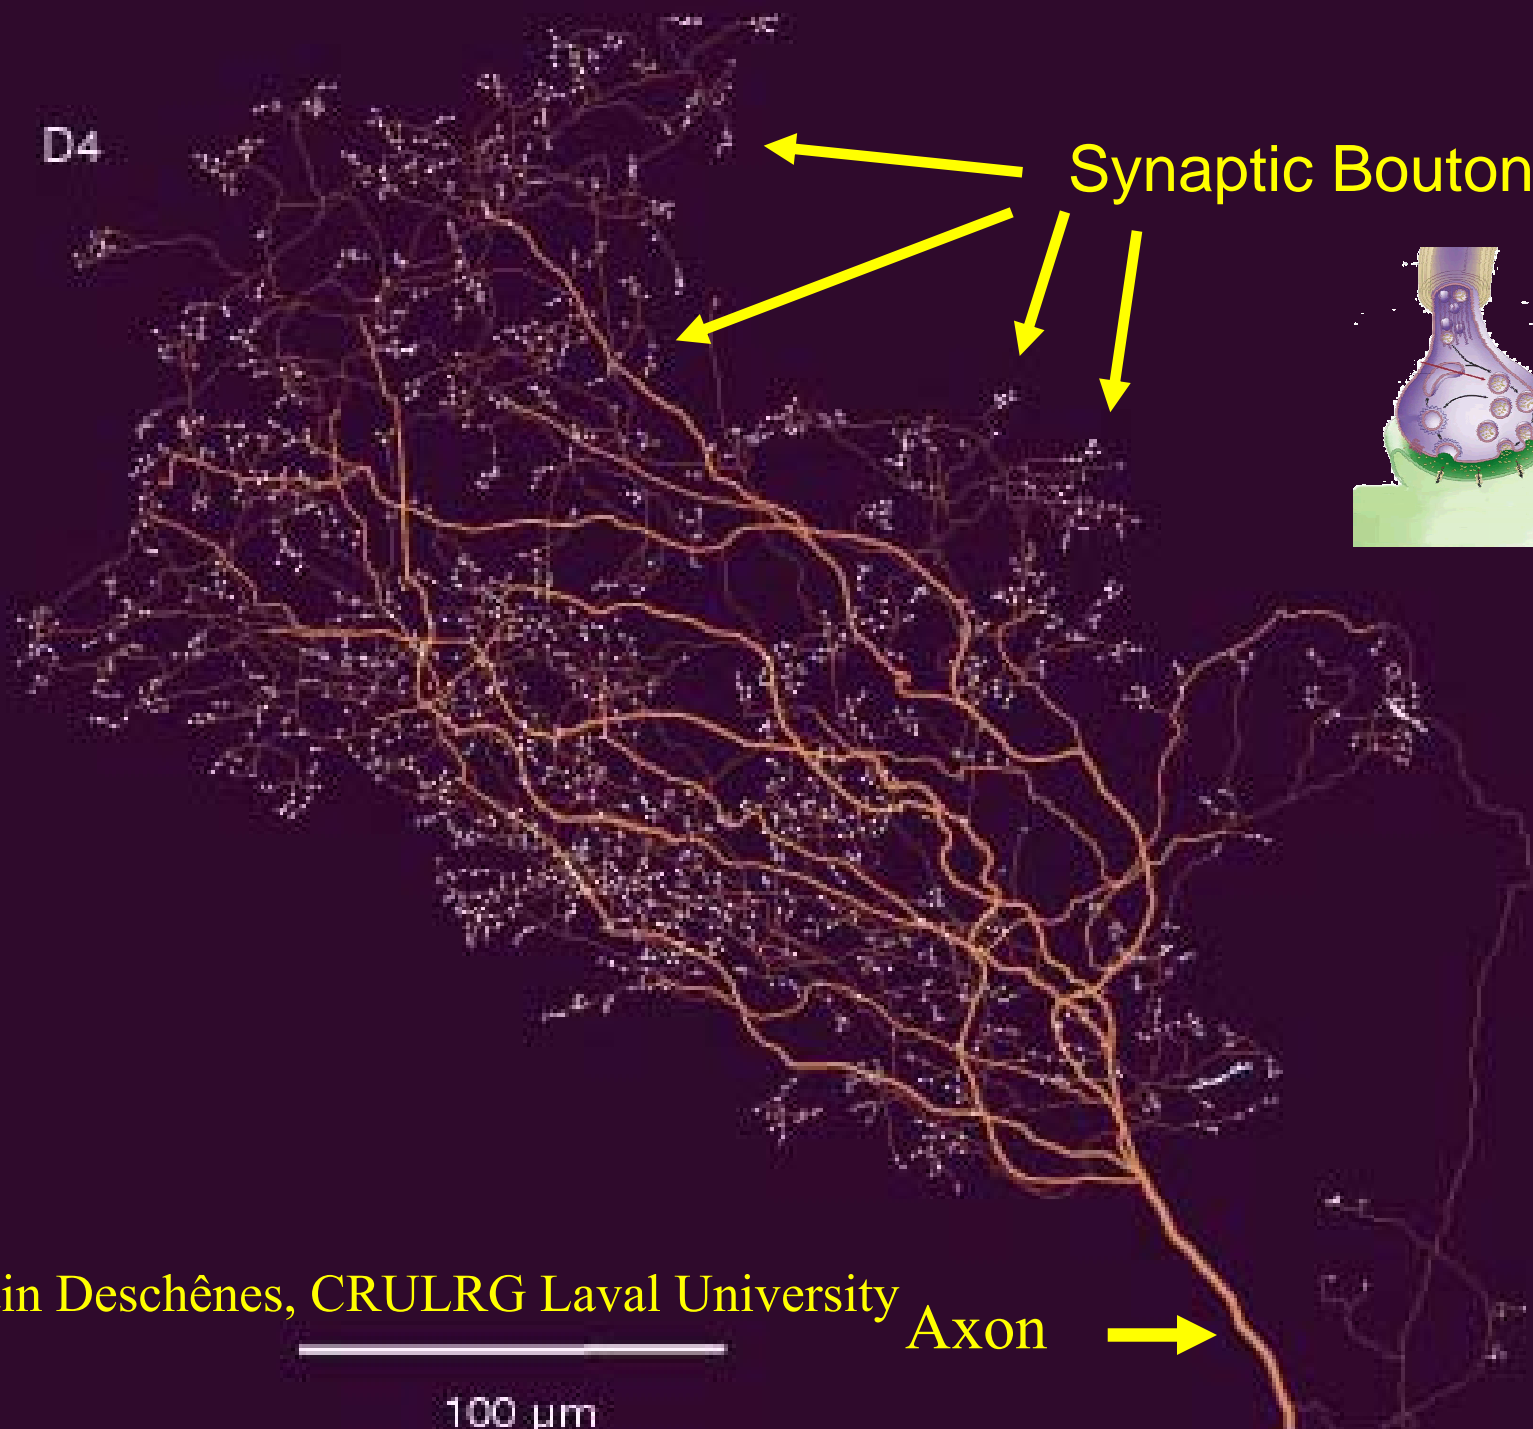 D4
Synaptic Bouton
in Deschênes, CRULRG Laval University
Axon
100 µm